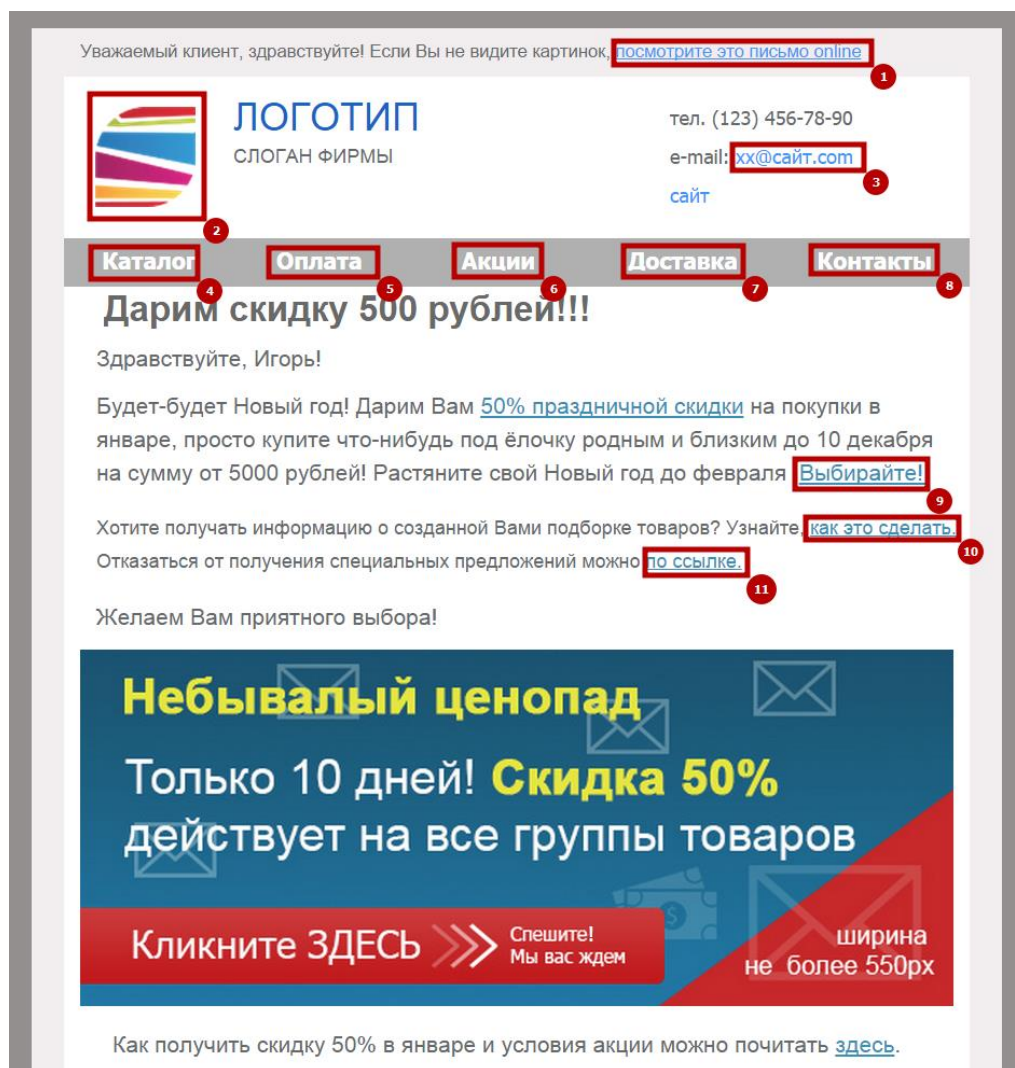 Уважаемый клиент, здравствуйте! Если Вы не видите картинок, посмотрите это письмо online
1
ЛОГОТИП
СЛОГАН ФИРМЫ
тел. (123) 456-78-90
e-mail: xx@сайт.com
3
сайт
2
Каталог Оплата Акции Доставка Контакты
4 5 6 7 8
Дарим скидку 500 рублей!!!
Здравствуйте, Игорь!
Будет-будет Новый год! Дарим Вам 50% праздничной скидки на покупки в
январе, просто купите что-нибудь под ёлочку родным и близким до 10 декабря
на сумму от 5000 рублей! Растяните свой Новый год до февраля Выбирайте!
9
Хотите получать информацию о созданной Вами подборке товаров? Узнайте, как это сделать.
10
Отказаться от получения специальных предложений можно по ссылке.
11
Желаем Вам приятного выбора!
Небывалый ценопад
Только 10 дней! Скидка 50%
действует на все группы товаров
Кликните ЗДЕСЬ
Спешите!
Мы вас ждем
ширина
не более 550px
Как получить скидку 50% в январе и условия акции можно почитать здесь.